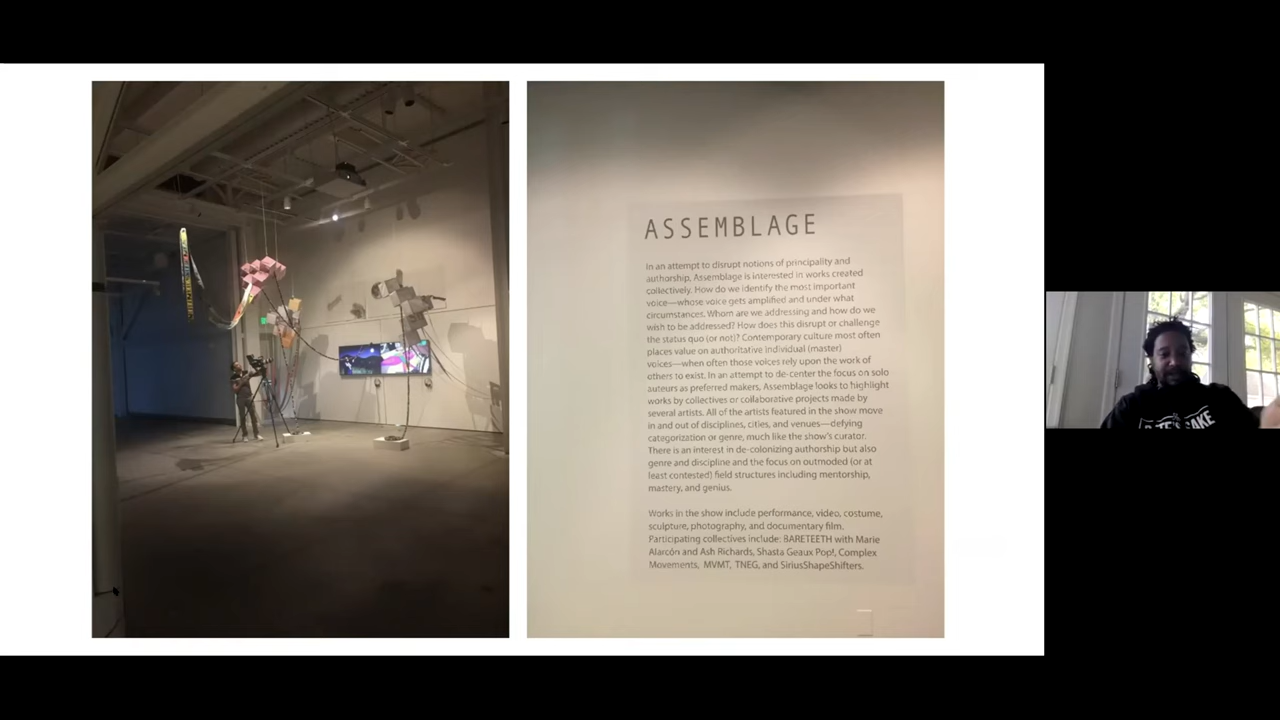 ASSEMBLAGE
In an attempt to disrupt notions of principality and
authorship, Assemblage is interested in works created
collectively. How do we identify the most important
voice—whose voice gets amplified and under what
circumstances. Whom are we addressing and how do we
wish to be addressed? How does this disrupt or challenge
the status quo (or not)? Contemporary culture most often
places value on authoritative individual (master)
voices—when often those voices rely upon the work of
others to exist. In an attempt to de-center the focus on solo
auteurs as preferred makers, Assemblage looks to highlight
works by collectives or collaborative projects made by
several artists. All of the artists featured in the show move
in and out of disciplines, cities, and venues—defying
categorization or genre, much like the show's curator.
There is an interest in de-colonizing authorship but also
genre and discipline and the focus on outmoded (or at
least contested) field structures including mentorship,
mastery, and genius.
Works in the show include performance, video, costume,
sculpture, photography, and documentary film.
Participating collectives include: BARETEETH with Marie
Alarcón and Ash Richards, Shasta Geaux Pop!, Complex
Movements, MVMT, TNEG, and SiriusShapeShifters.